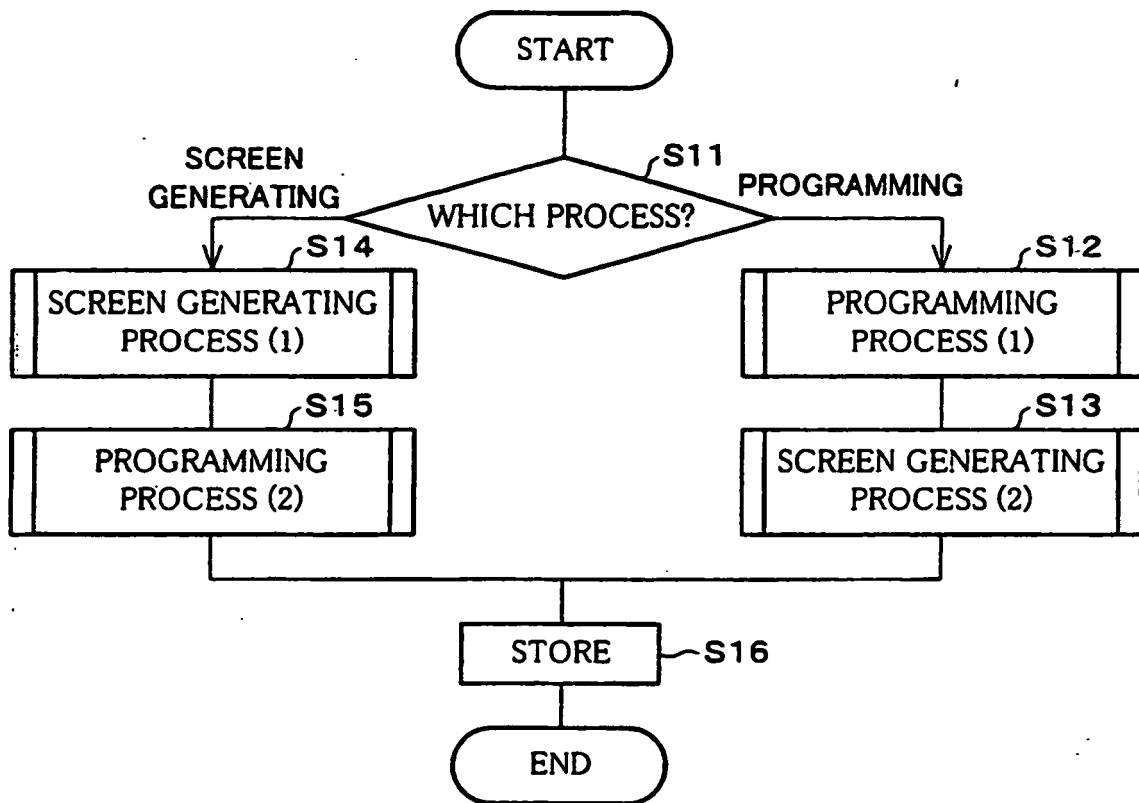 START
S11
SCREEN
GENERATING
PROGRAMMING
WHICH PROCESS?
S14
S12
SCREEN GENERATING
PROCESS (1)
PROGRAMMING
PROCESS (1)
S15
S13
PROGRAMMING
PROCESS (2)
SCREEN GENERATING
PROCESS (2)
STORE
S16
END